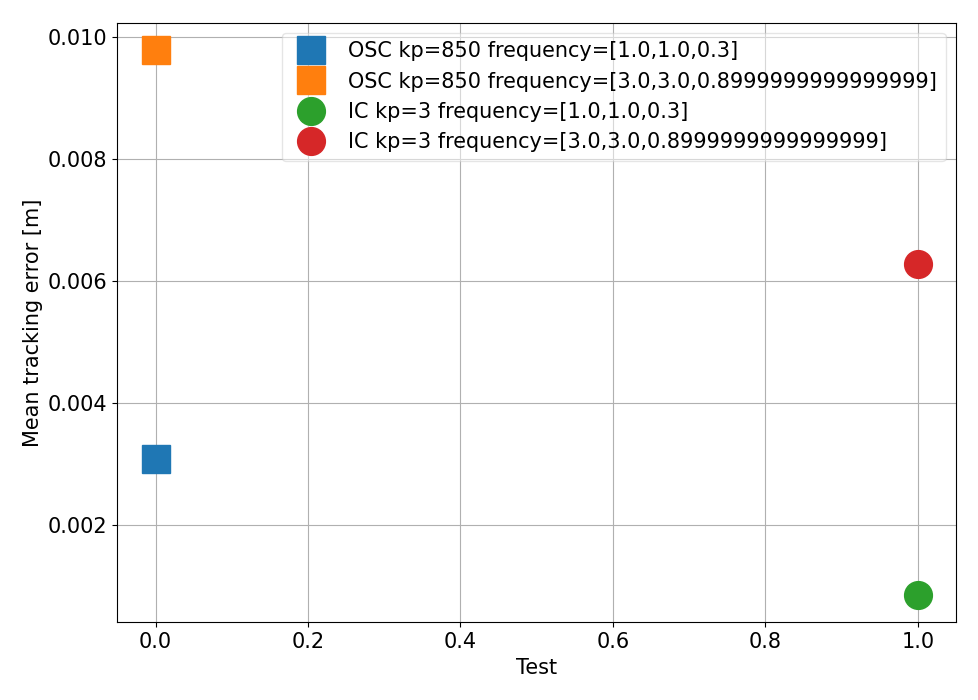 0.010
0.008
0.006
0.004
0.002
Mean tracking error [m]
OSC kp=850 frequency=[1.0,1.0,0.3]
OSC kp=850 frequency=[3.0,3.0,0.8999999999999999]
IC kp=3 frequency=[1.0,1.0,0.3]
IC kp=3 frequency=[3.0,3.0,0.8999999999999999]
0.0 0.2 0.4 0.6 0.8 1.0
Test